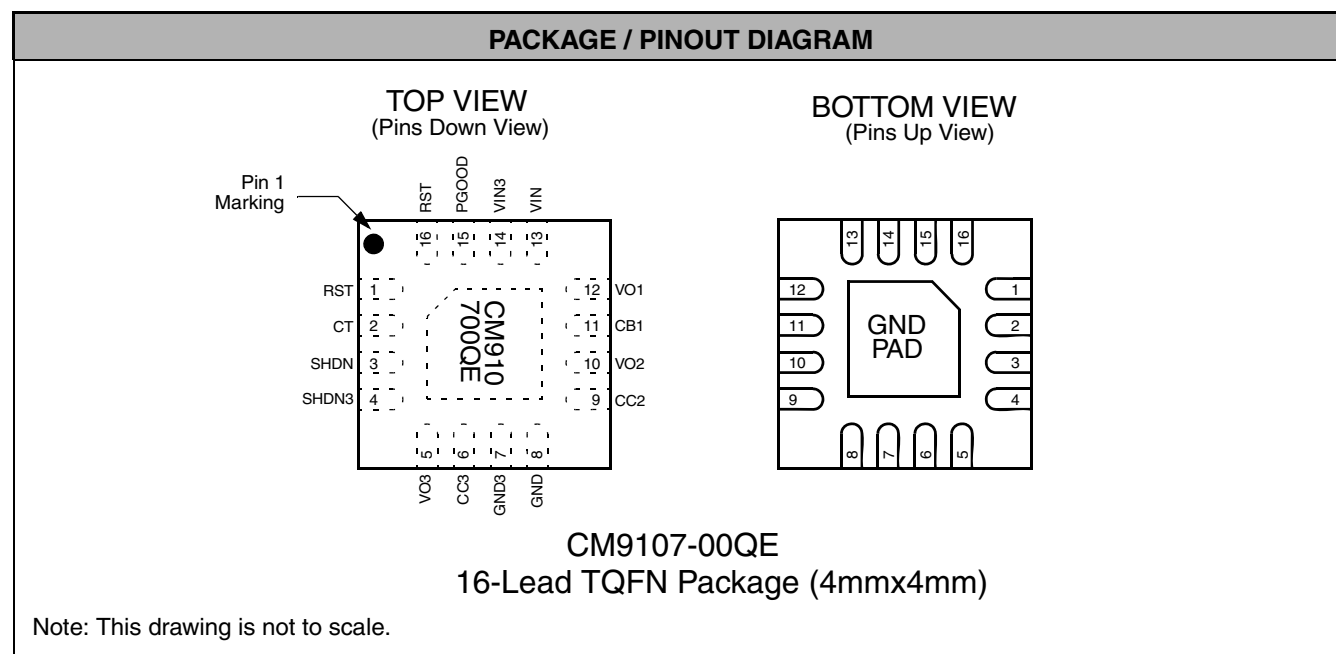 PACKAGE / PINOUT DIAGRAM
TOP VIEW
(Pins Down View)
BOTTOM VIEW
(Pins Up View)
Pin 1
Marking
RST
PGOOD
VIN3
VIN
16
15
14
13
RST 1
CT 2
SHDN 3
SHDN3 4
CM910
700QE
12 VO1
11 CB1
10 VO2
9 CC2
5
6
7
8
VO3
CC3
GND3
GND
13
14
15
16
12
11
10
9
GND
PAD
1
2
3
4
8
7
6
5
CM9107-00QE
16-Lead TQFN Package (4mmx4mm)
Note: This drawing is not to scale.